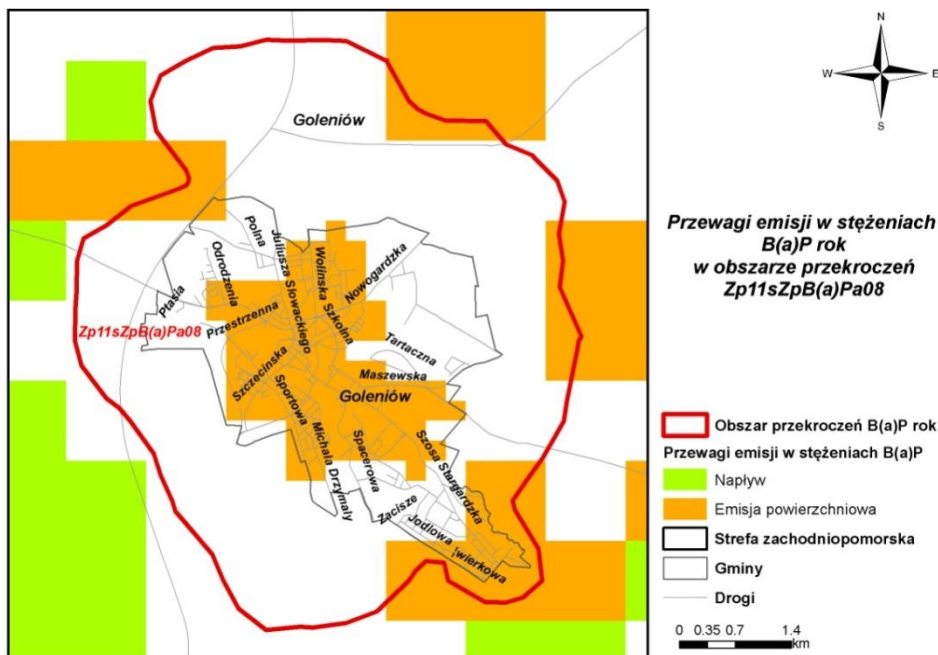 Goleniów
Polna
Juliusza Słowackiego
Odrodzenia
Wolińska
Szkolna
Nowogardzka
Ptasia
Przestrzenna
Zp11sZpB(a)Pa08
Tartaczna
Maszewska
Szczecińska
Goleniów
Sportowa
Michała Drzymały
Spacerowa
Szosa Stargardzka
Zacisze
Jodłowa
wierkowa
N
W
E
S
Przewagi emisji w stężeniach
B(a)P rok
w obszarze przekroczeń
Zp11sZpB(a)Pa08
Obszar przekroczeń B(a)P rok
Przewagi emisji w stężeniach B(a)P
Napływ
Emisja powierzchniowa
Strefa zachodniopomorska
Gminy
Drogi
0 0.35 0.7 1.4
km